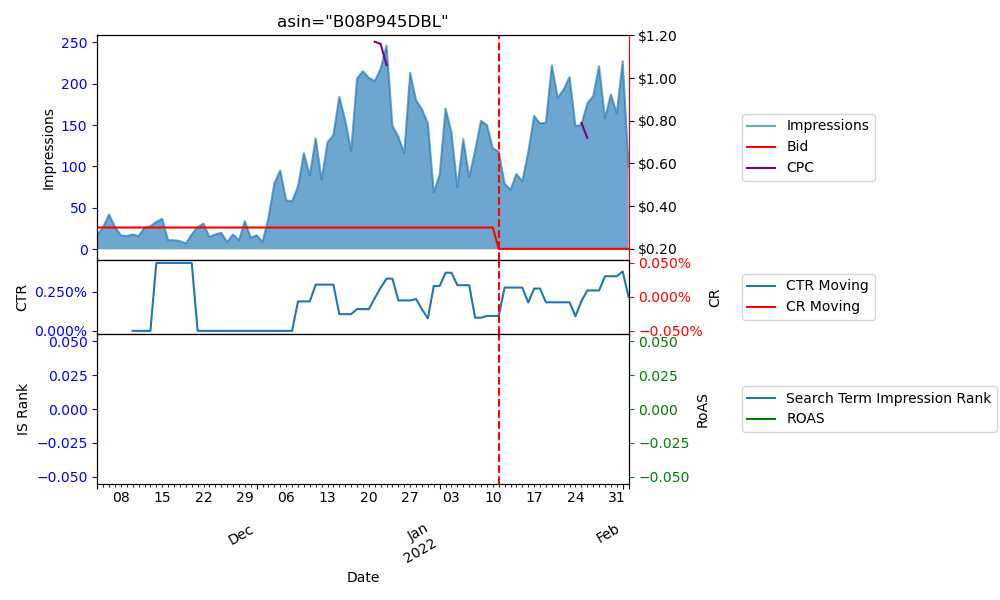 asin="B08P945DBL"
250
200
150
100
50
0
Impressions
$1.20
$1.00
$0.80
$0.60
$0.40
$0.20
Impressions
Bid
CPC
0.250%
0.000%
CTR
0.050%
0.000%
−0.050%
CR
CTR Moving
CR Moving
0.050
0.025
0.000
−0.025
−0.050
IS Rank
0.050
0.025
0.000
−0.025
−0.050
RoAS
Search Term Impression Rank
ROAS
08 15 22 29 06 13 20 27 03 10 17 24 31
Dec
Jan
2022
Feb
Date